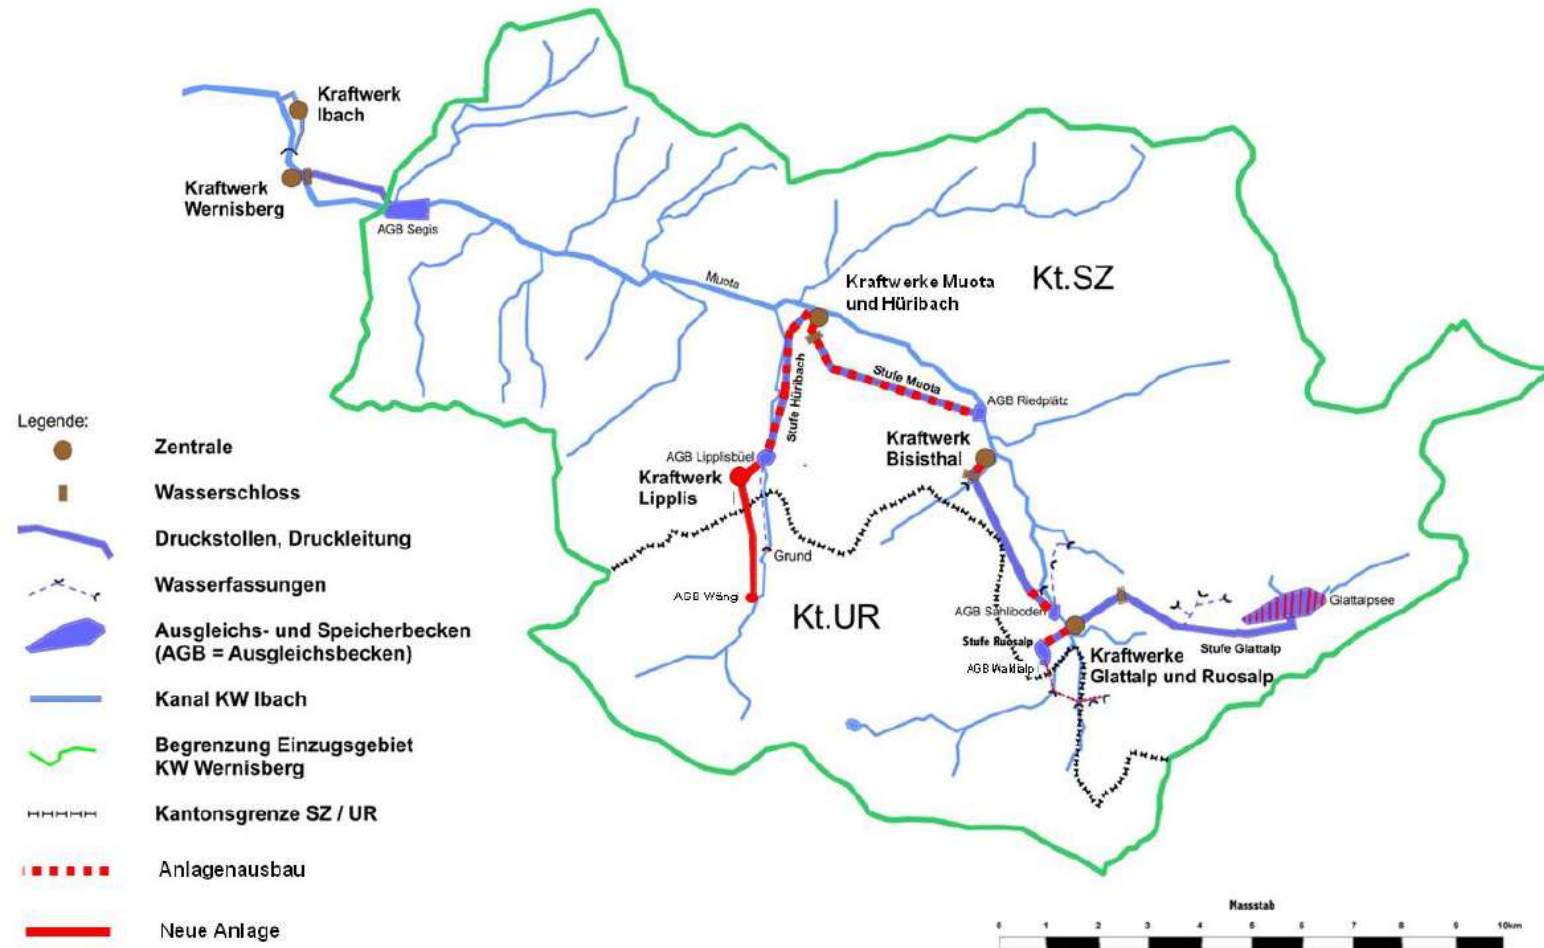 Kraftwerk
Ibach
Kraftwerk
Wernisberg
AGB Segis
Muota
Kraftwerke Muota
und Hüribach
Kt.SZ
Stufe Hüribach
Stufe Muota
AGB Riedplätz
Kraftwerk
Bisisthal
AGB Lipplisbüel
Kraftwerk
Lipplis
Grund
AGB Wängi
Kt.UR
AGB Sahliboden
Stufe Ruosalp
AGB Waldialp
Glattalpsee
Stufe Glattalp
Kraftwerke
Glattalp und Ruosalp
Legende:
Zentrale
Wasserschloss
Druckstollen, Druckleitung
Wasserfassungen
Ausgleichs- und Speicherbecken
(AGB = Ausgleichsbecken)
Kanal KW Ibach
Begrenzung Einzugsgebiet
KW Wernisberg
Kantonsgrenze SZ / UR
Anlagenausbau
Neue Anlage
Massstab
0 1 2 3 4 5 6 7 8 9 10km